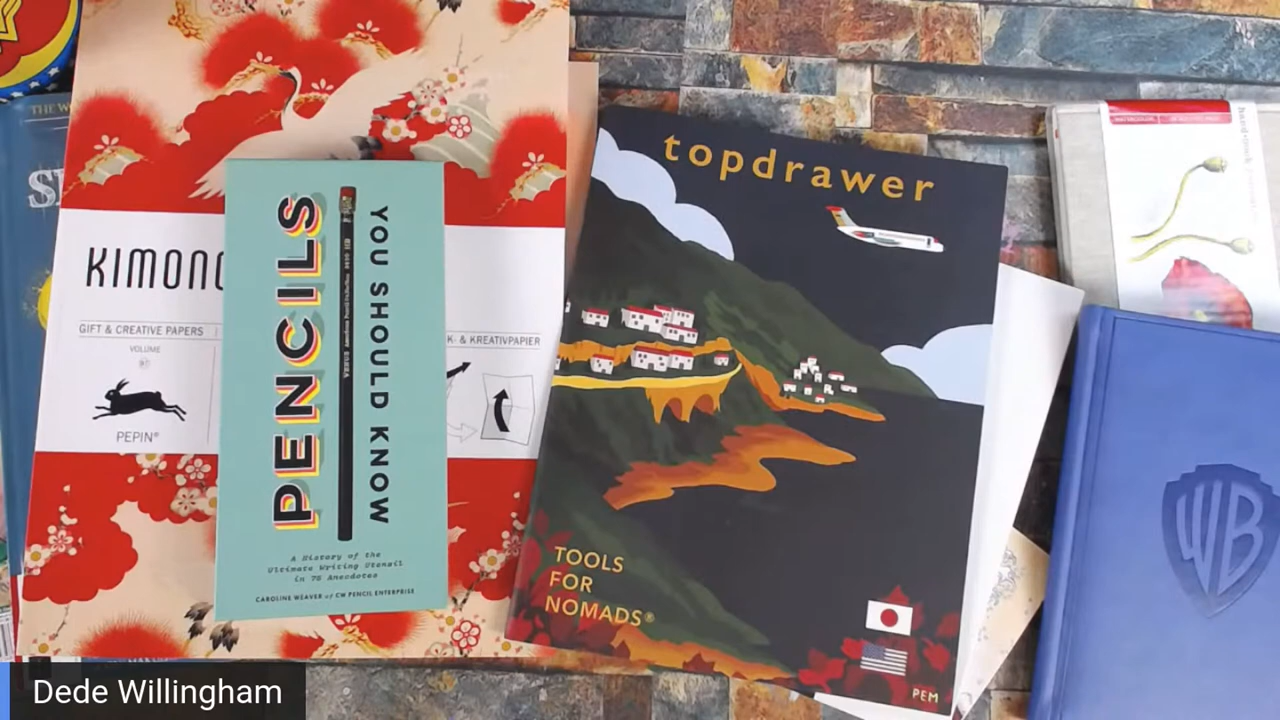 THE W
KIMONO
GIFT & CREATIVE PAPERS
VOLUME
PEPIN®
K- & KREATIVPAPIER
PENCILS
YOU SHOULD KNOW
A History of the
Ultimate Writing Utensil
in 75 Anecdotes
CAROLINE WEAVER of CW PENCIL ENTERPRISE
topdrawer
TOOLS
FOR
NOMADS®
PEM
WB
Dede Willingham